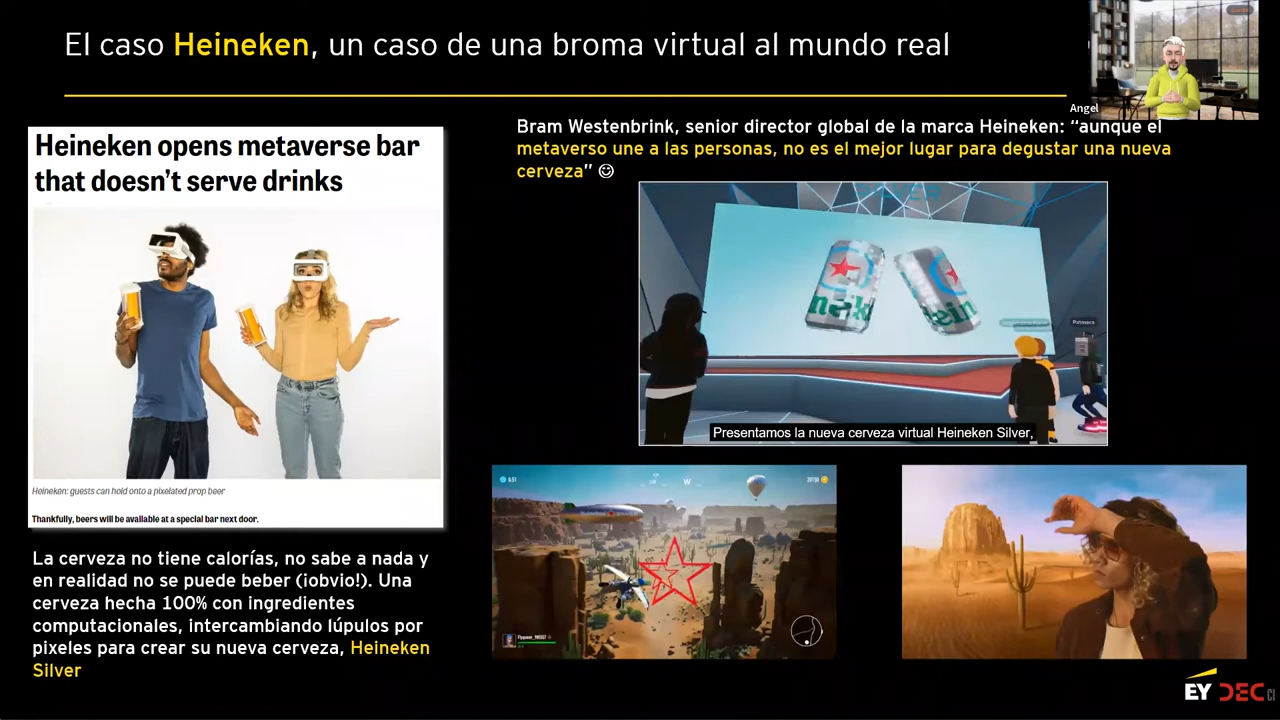 El caso Heineken, un caso de una broma virtual al mundo real
Angel
Heineken opens metaverse bar
that doesn't serve drinks
Heineken: guests can hold onto a pixelated prop beer
Thankfully, beers will be available at a special bar next door.
La cerveza no tiene calorías, no sabe a nada y
en realidad no se puede beber (¡obvio!). Una
cerveza hecha 100% con ingredientes
computacionales, intercambiando lúpulos por
pixeles para crear su nueva cerveza, Heineken
Silver
Bram Westenbrink, senior director global de la marca Heineken: “aunque el
metaverso une a las personas, no es el mejor lugar para degustar una nueva
cerveza” ☺
SILVER
Patmaca
Presentamos la nueva cerveza virtual Heineken Silver,
W
EY DEC